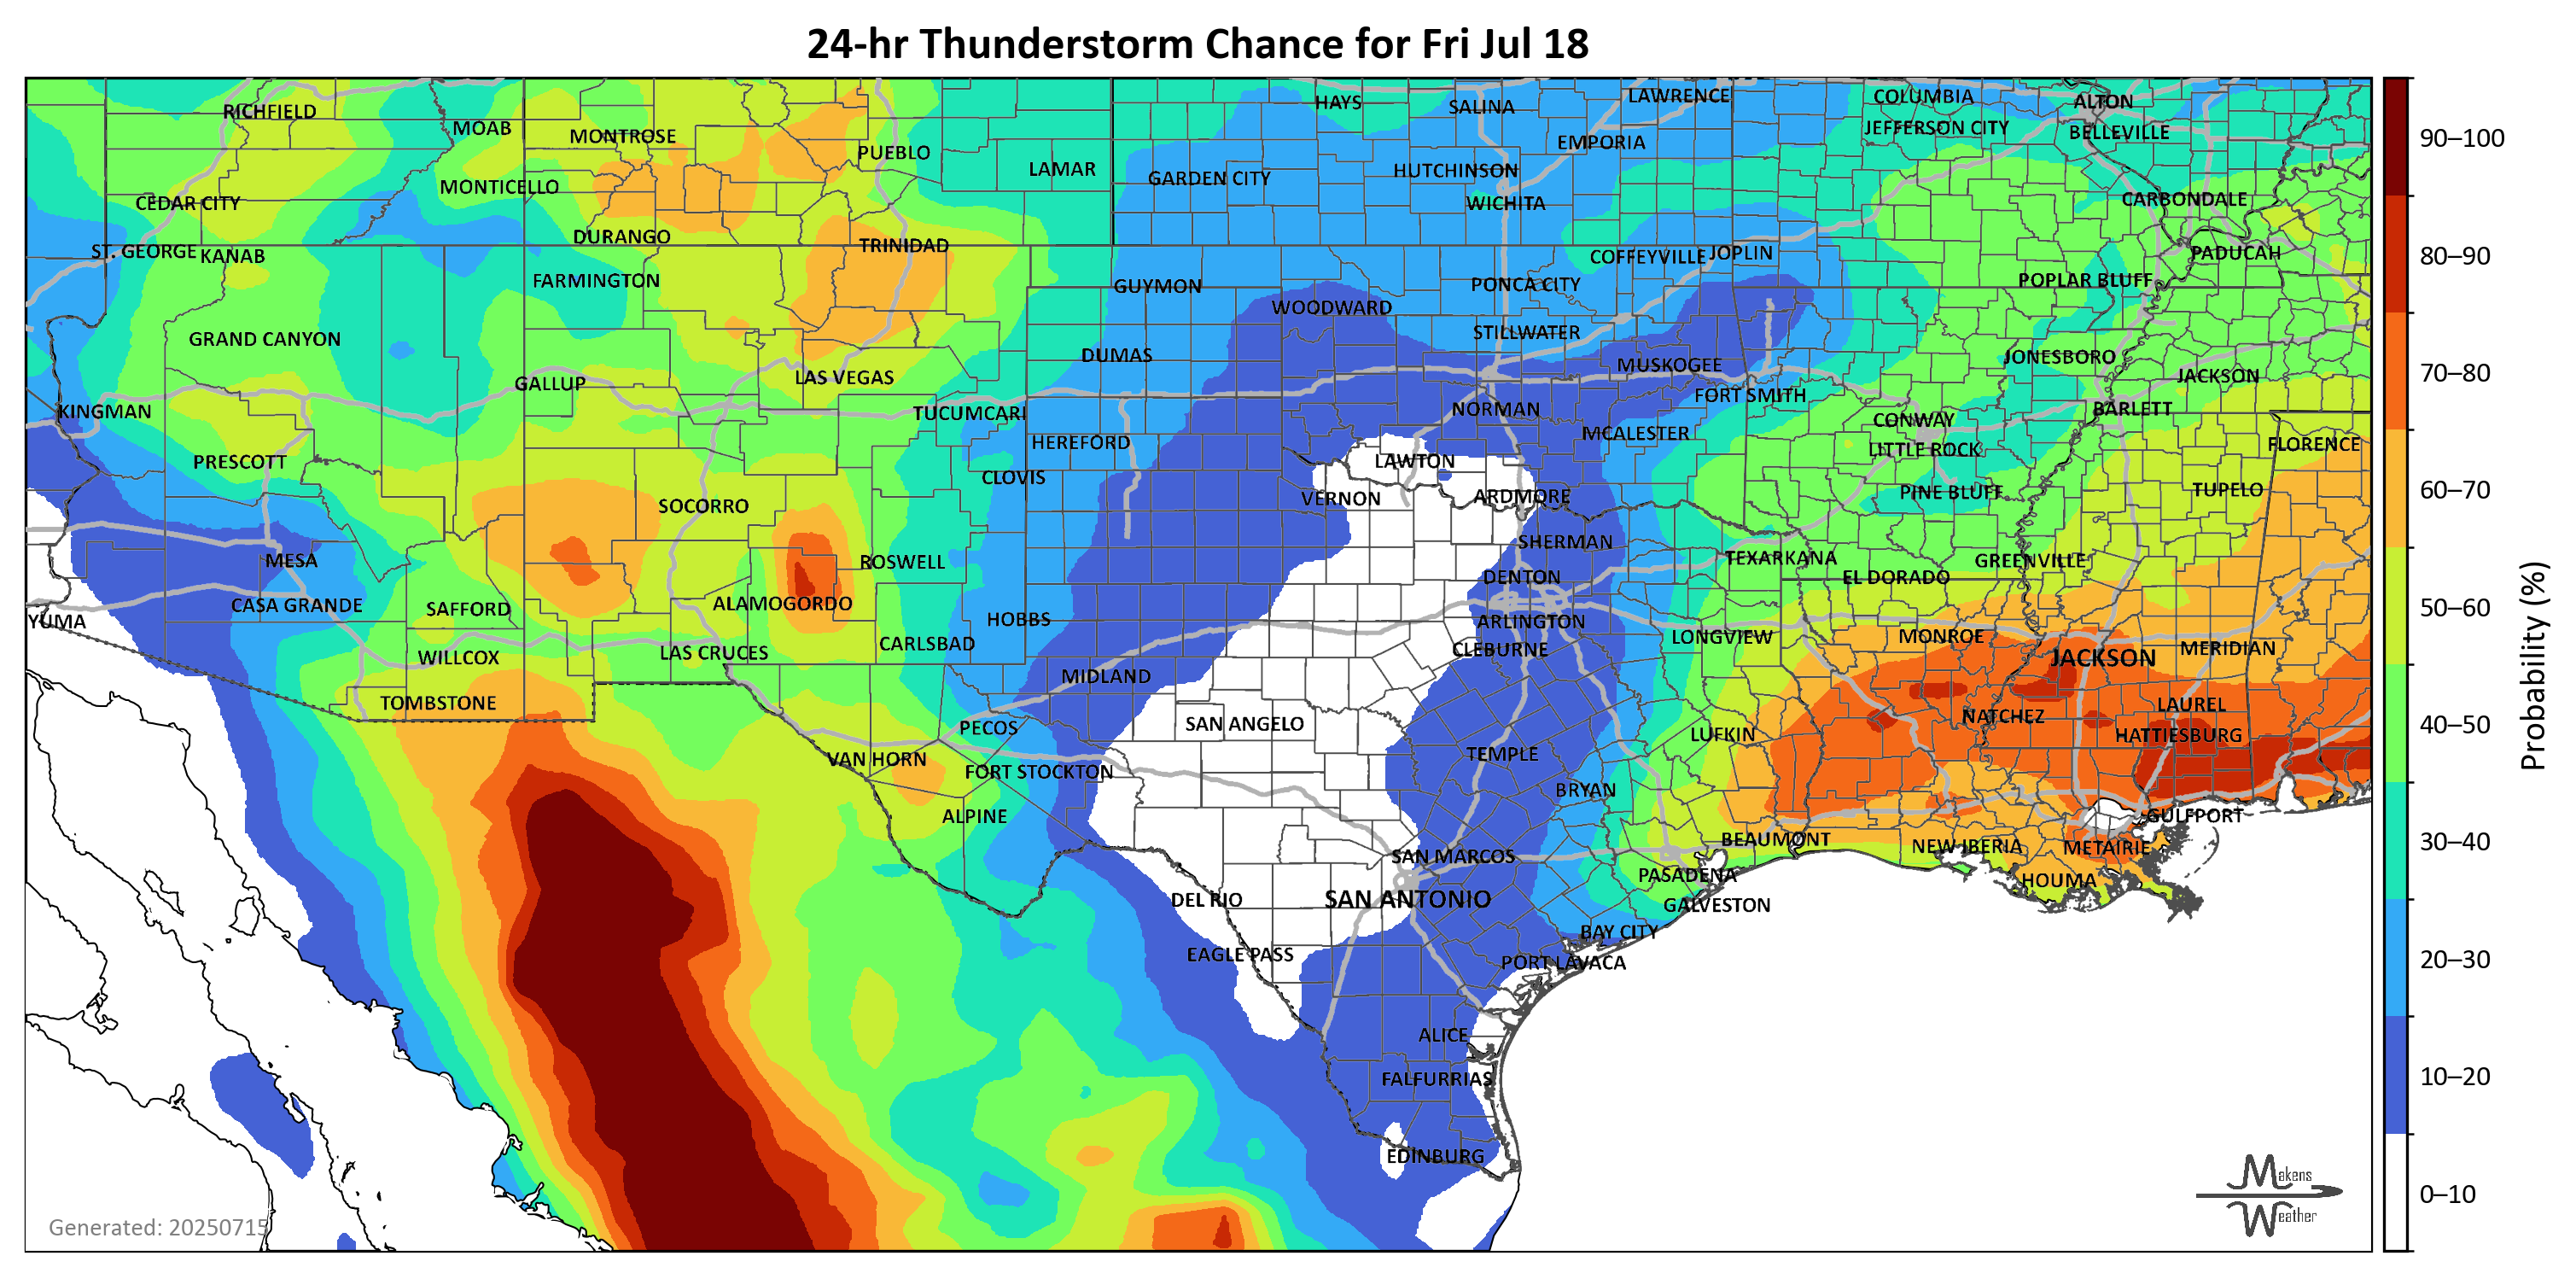 24-hr Thunderstorm Chance for Fri Jul 18
RICHFIELD
MOAB
MONTROSE
PUEBLO
LAMAR
HAYS
SALINA
LAWRENCE
COLUMBIA
ALTON
JEFFERSON CITY
BELLEVILLE
EMPORIA
HUTCHINSON
GARDEN CITY
WICHITA
MONTICELLO
CEDAR CITY
CARBONDALE
DURANGO
TRINIDAD
ST. GEORGE
KANAB
FARMINGTON
GUYMON
PONCA CITY
COFFEYVILLE
JOPLIN
PADUCAH
POPLAR BLUFF
WOODWARD
STILLWATER
GRAND CANYON
DUMAS
MUSKOGEE
JONESBORO
JACKSON
GALLUP
LAS VEGAS
FORT SMITH
KINGMAN
TUCUMCARI
NORMAN
BARLETT
CONWAY
MCALESTER
HEREFORD
LITTLE ROCK
FLORENCE
PRESCOTT
CLOVIS
LAWTON
VERNON
ARDMORE
PINE BLUFF
TUPELO
SOCORRO
MESA
ROSWELL
SHERMAN
TEXARKANA
GREENVILLE
DENTON
EL DORADO
CASA GRANDE
SAFFORD
ALAMOGORDO
HOBBS
ARLINGTON
YUMA
CARLSBAD
CLEBURNE
LONGVIEW
MONROE
JACKSON
MERIDIAN
WILLCOX
LAS CRUCES
MIDLAND
TOMBSTONE
PECOS
SAN ANGELO
NATCHEZ
LAUREL
LUFKIN
HATTIESBURG
VAN HORN
FORT STOCKTON
TEMPLE
BRYAN
ALPINE
GULFPORT
SAN MARCOS
BEAUMONT
NEW IBERIA
METAIRIE
PASADENA
HOUMA
DEL RIO
SAN ANTONIO
GALVESTON
BAY CITY
EAGLE PASS
PORT LAVACA
ALICE
FALFURRIAS
EDINBURG
Generated: 20250715
Makens
Weather
90–100
80–90
70–80
60–70
50–60
40–50
30–40
20–30
10–20
0–10
Probability (%)